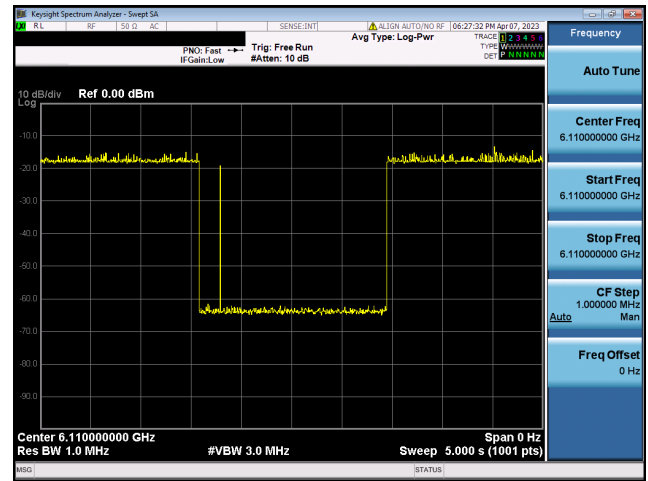 Keysight Spectrum Analyzer - Swept SA
LXI RL RF 50 Ω AC SENSE:INT ALIGN AUTO/NO RF 06:27:32 PM Apr 07, 2023
Avg Type: Log-Pwr TRACE 1 2 3 4 5 6
PNO: Fast Trig: Free Run TYPE WWWWWW
IFGain:Low #Atten: 10 dB DET P N N N N N
Frequency
Auto Tune
Center Freq
6.110000000 GHz
Start Freq
6.110000000 GHz
Stop Freq
6.110000000 GHz
CF Step
1.000000 MHz
Auto Man
Freq Offset
0 Hz
10 dB/div Ref 0.00 dBm
Log
-10.0
-20.0
-30.0
-40.0
-50.0
-60.0
-70.0
-80.0
-90.0
Center 6.110000000 GHz Span 0 Hz
Res BW 1.0 MHz #VBW 3.0 MHz Sweep 5.000 s (1001 pts)
MSG STATUS